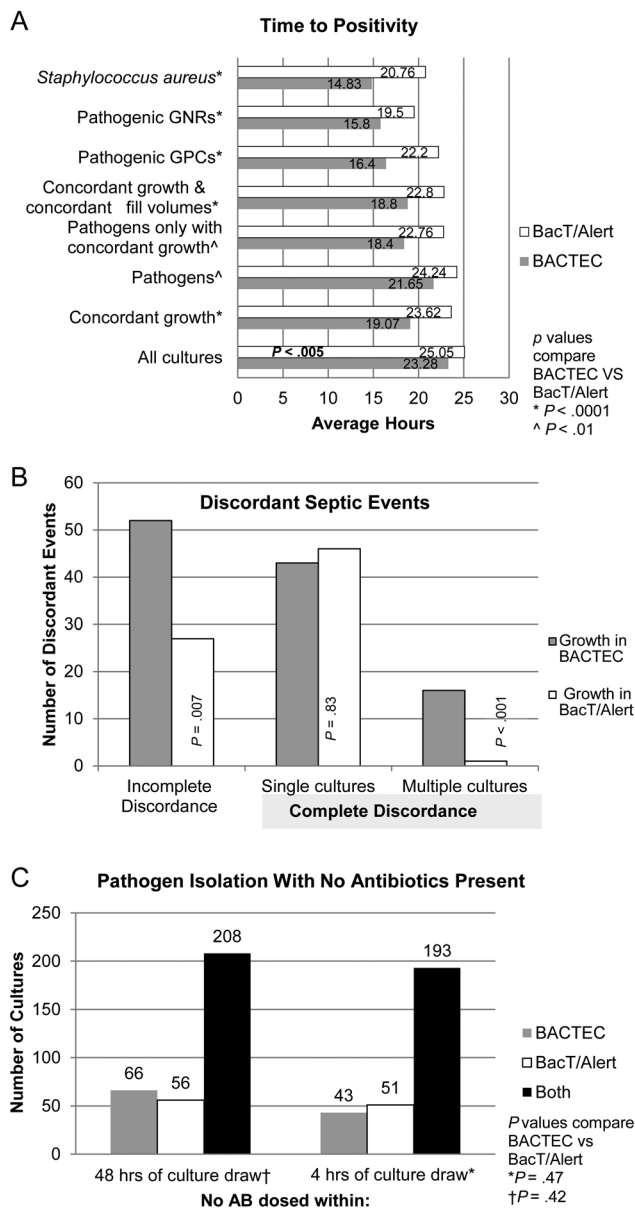 A
Time to Positivity
Staphylococcus aureus*
20.76
14.83
Pathogenic GNRs*
19.5
15.8
Pathogenic GPCs*
22.2
16.4
Concordant growth &
concordant fill volumes*
22.8
18.8
Pathogens only with
concordant growth^
22.76
18.4
Pathogens^
24.24
21.65
Concordant growth*
23.62
19.07
All cultures
P < .005
25.05
23.28
0 5 10 15 20 25 30
Average Hours
BacT/Alert
BACTEC
p values
compare
BACTEC VS
BacT/Alert
* P < .0001
^ P < .01
B
Discordant Septic Events
Number of Discordant Events
60
50
40
30
20
10
0
P = .007
P = .83
P < .001
Incomplete
Discordance
Single cultures
Multiple cultures
Complete Discordance
Growth in
BACTEC
Growth in
BacT/Alert
C
Pathogen Isolation With No Antibiotics Present
Number of Cultures
250
200
150
100
50
0
66
56
208
43
51
193
48 hrs of culture draw†
4 hrs of culture draw*
No AB dosed within:
BACTEC
BacT/Alert
Both
P values compare
BACTEC vs
BacT/Alert
*P = .47
†P = .42